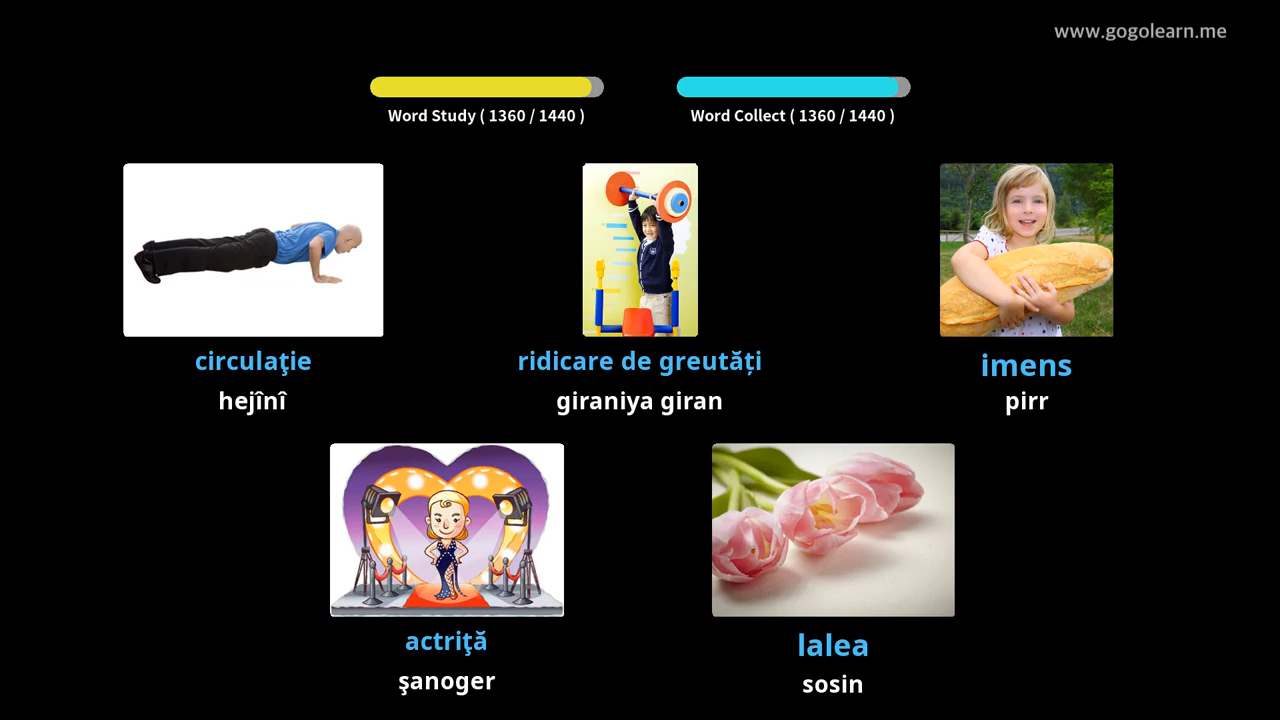 www.gogolearn.me
Word Study ( 1360 / 1440 )
Word Collect ( 1360 / 1440 )
circulaţie
hejînî
ridicare de greutăți
giraniya giran
imens
pirr
actriţă
şanoger
lalea
sosin